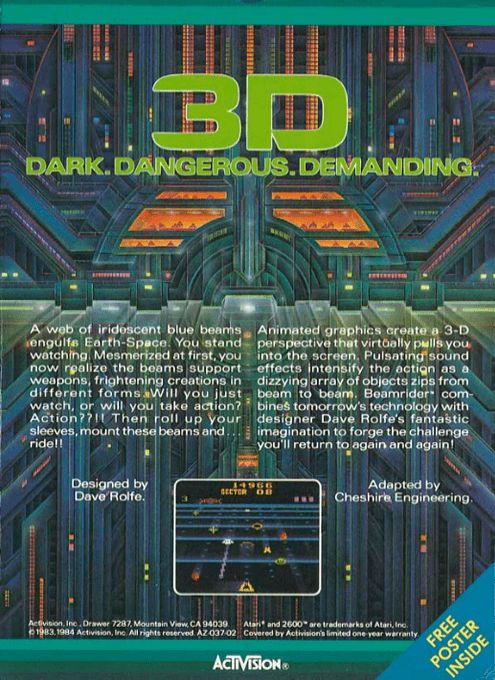 3D
DARK. DANGEROUS. DEMANDING.
A web of iridescent blue beams
engulfs Earth-Space. You stand
watching. Mesmerized at first, you
now realize the beams support
weapons, frightening creations in
different forms. Will you just
watch, or will you take action?
Action??!! Then roll up your
sleeves, mount these beams and...
ride!!
Animated graphics create a 3-D
perspective that virtually pulls you
into the screen. Pulsating sound
effects intensify the action as a
dizzying array of objects zips from
beam to beam. Beamrider™ com-
bines tomorrow's technology with
designer Dave Rolfe's fantastic
imagination to forge the challenge
you'll return to again and again!
Designed by
Dave Rolfe.
14966
SECTOR 08
3
Adapted by
Cheshire Engineering.
Activision, Inc., Drawer 7287, Mountain View, CA 94039.
© 1983, 1984 Activision, Inc. All rights reserved. AZ-037-02
Atari® and 2600™ are trademarks of Atari, Inc.
Covered by Activision's limited one-year warranty.
FREE
POSTER
INSIDE
ACTIVISION®